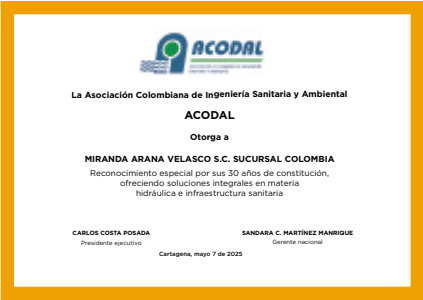 ACODAL
La Asociación Colombiana de Ingeniería Sanitaria y Ambiental
ACODAL
Otorga a
MIRANDA ARANA VELASCO S.C. SUCURSAL COLOMBIA
Reconocimiento especial por sus 30 años de constitución,
ofreciendo soluciones integrales en materia
hidráulica e infraestructura sanitaria
CARLOS COSTA POSADA
Presidente ejecutivo
SANDARA C. MARTÍNEZ MANRIQUE
Gerente nacional
Cartagena, mayo 7 de 2025